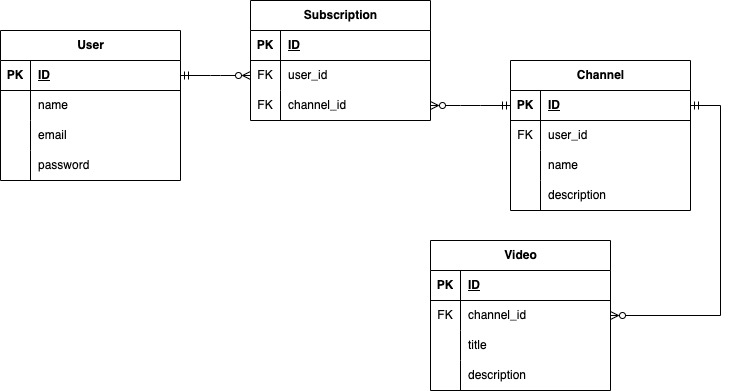 User
PK ID
name
email
password
Subscription
PK ID
FK user_id
FK channel_id
Channel
PK ID
FK user_id
name
description
Video
PK ID
FK channel_id
title
description